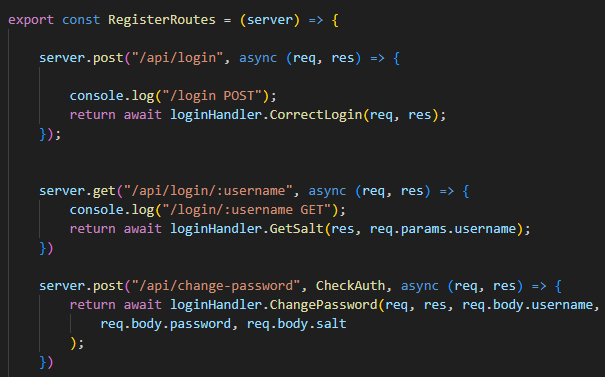 export const RegisterRoutes = (server) => {
server.post("/api/login", async (req, res) => {
console.log("/login POST");
return await loginHandler.CorrectLogin(req, res);
});
server.get("/api/login/:username", async (req, res) => {
console.log("/login/:username GET");
return await loginHandler.GetSalt(res, req.params.username);
})
server.post("/api/change-password", CheckAuth, async (req, res) => {
return await loginHandler.ChangePassword(req, res, req.body.username,
req.body.password, req.body.salt
);
})